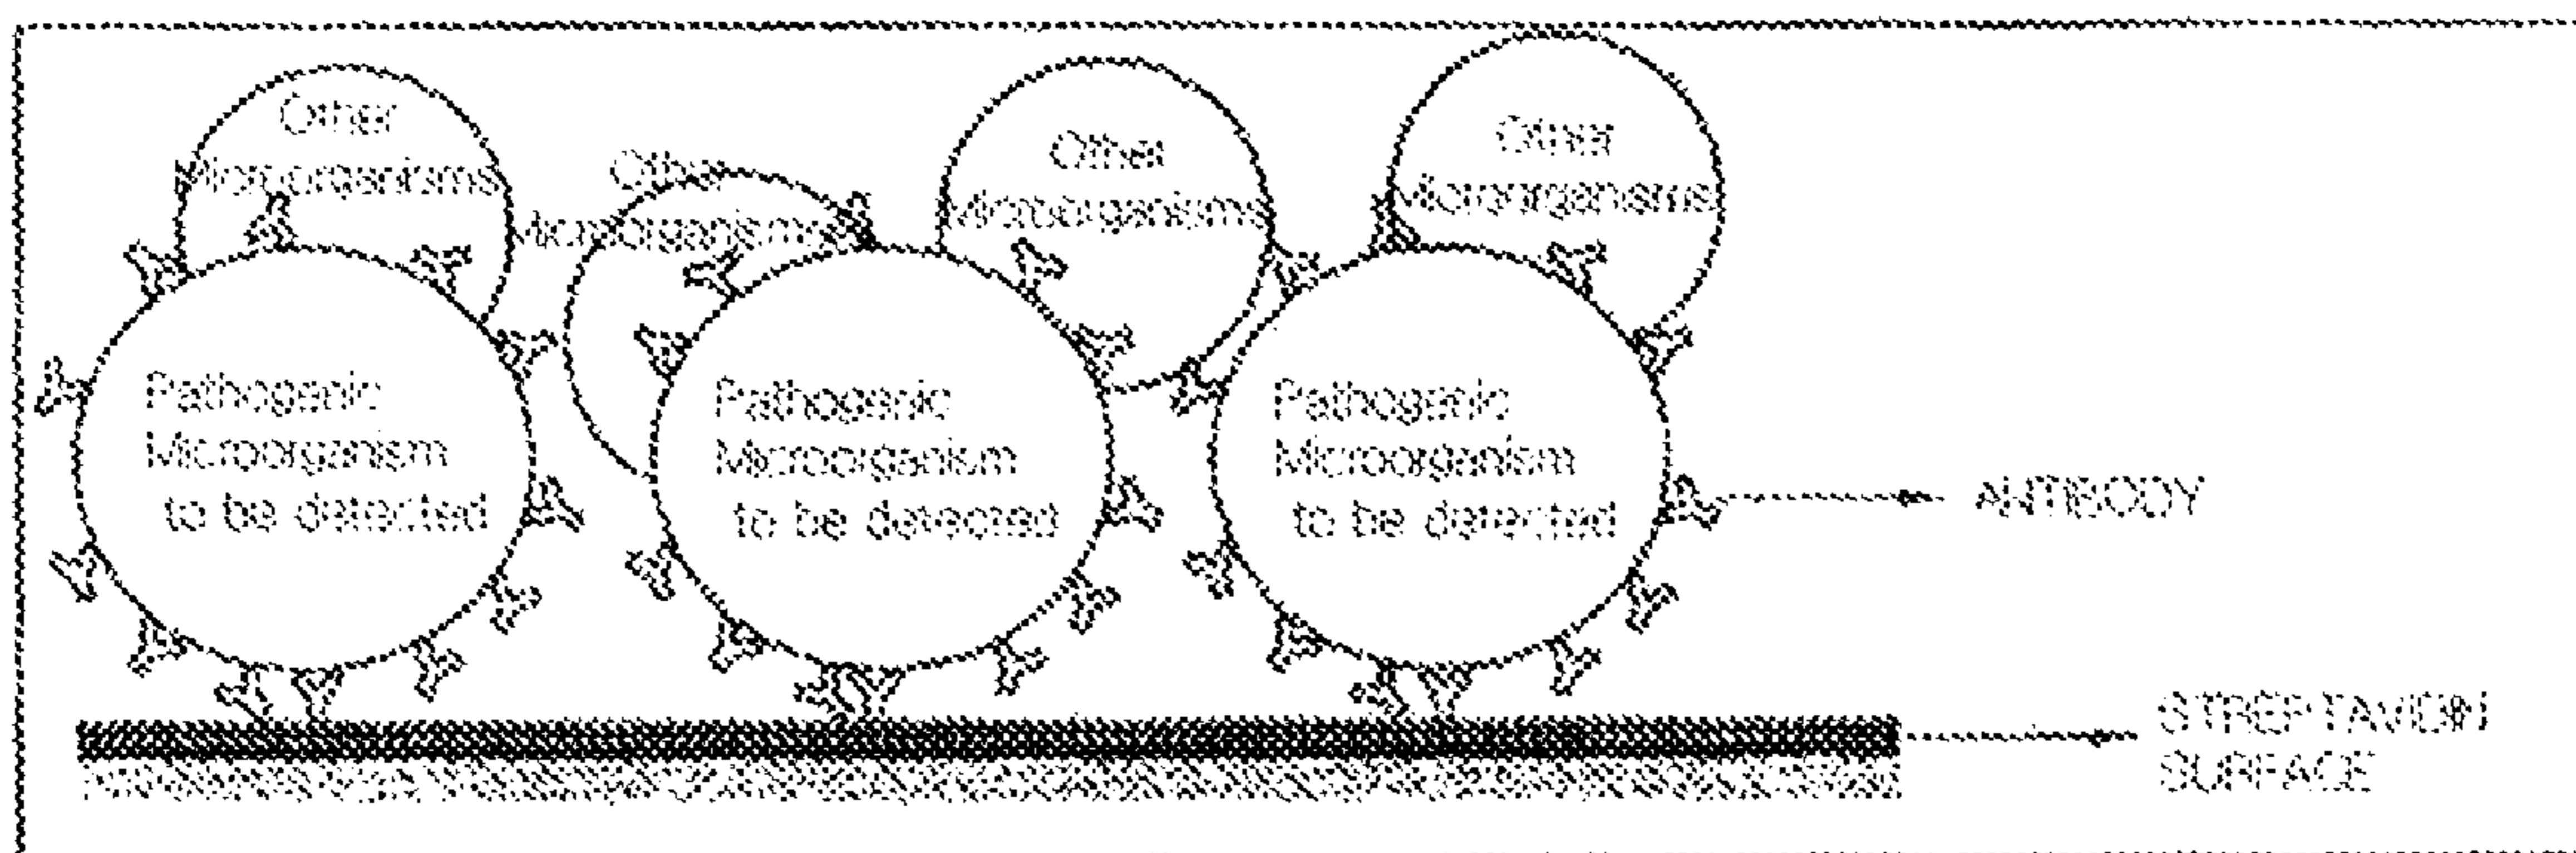 Other
Microorganisms
Other
Microorganisms
Other
Microorganisms
Other
Microorganisms
Pathogenic
Microorganism
to be detected
Pathogenic
Microorganism
to be detected
Pathogenic
Microorganism
to be detected
ANTIBODY
STREPTAVIDIN
SURFACE